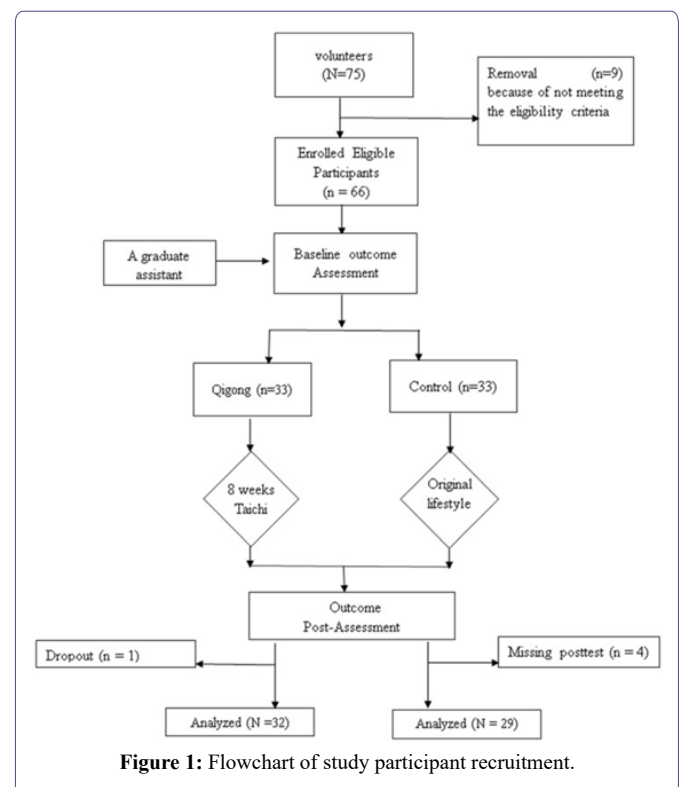 volunteers
(N=75)
Removal (n=9)
because of not meeting
the eligibility criteria
Enrolled Eligible
Participants
(n = 66)
A graduate
assistant
Baseline outcome
Assessment
Qigong (n=33)
Control (n=33)
8 weeks
Taichi
Original
lifestyle
Outcome
Post-Assessment
Dropout (n = 1)
Missing posttest (n = 4)
Analyzed (N =32)
Analyzed (N = 29)
Figure 1: Flowchart of study participant recruitment.